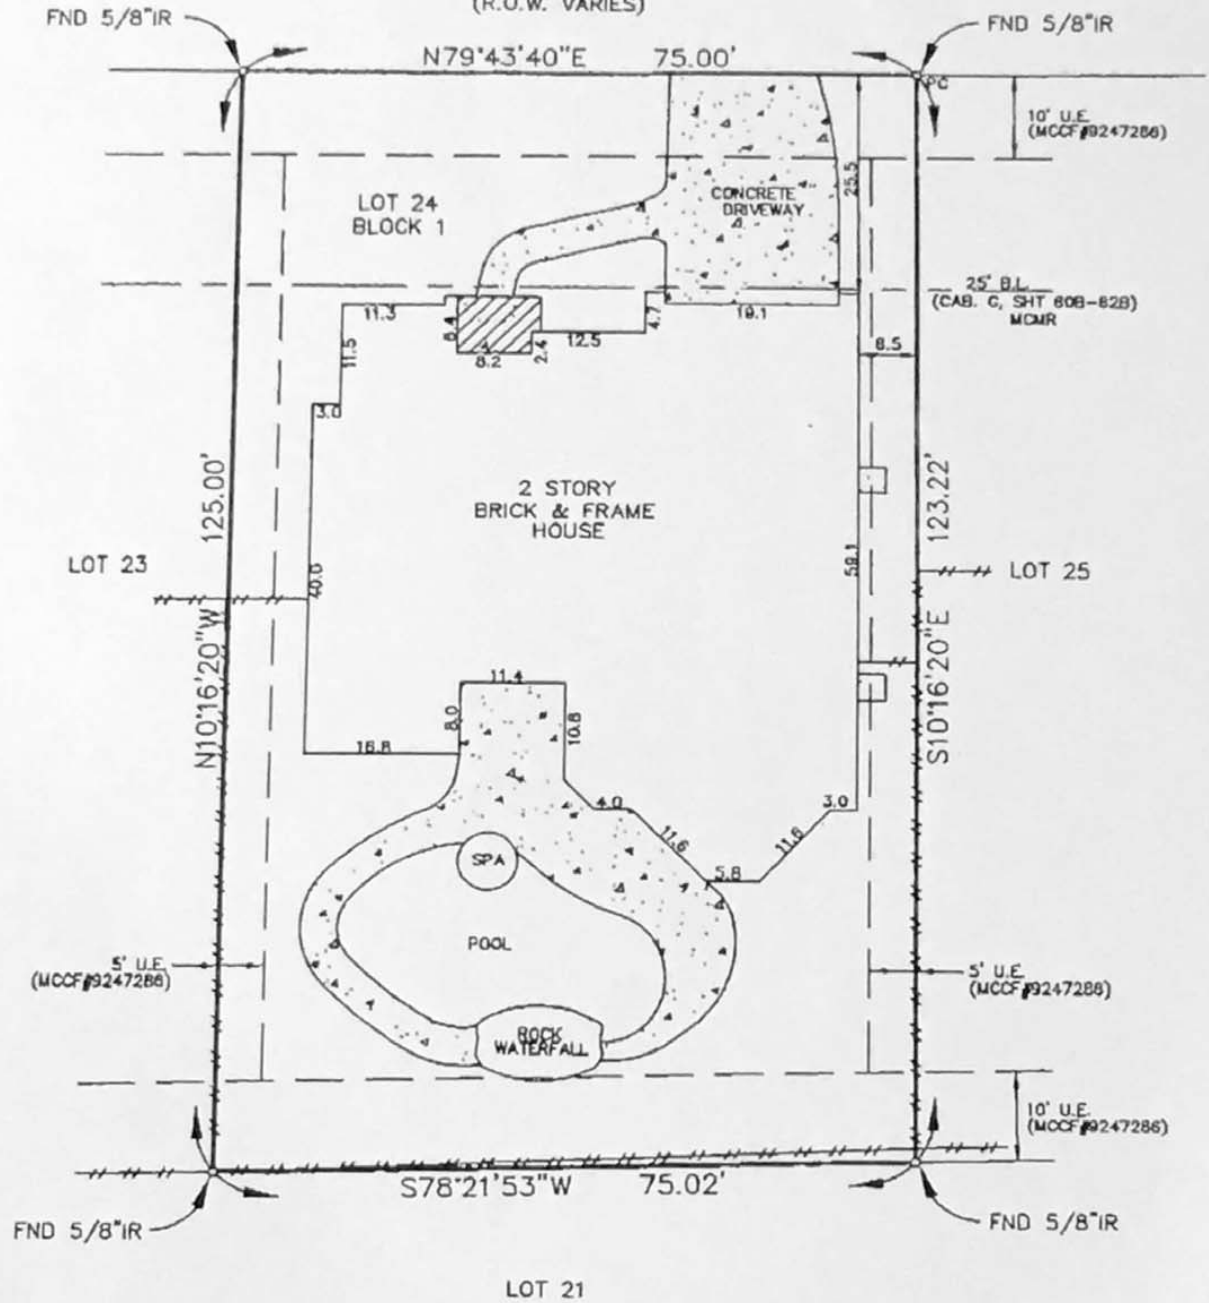 (R.O.W. VARIES)
FND 5/8"IR
FND 5/8"IR
N79°43'40"E 75.00'
PC
10' U.E.
(MCCF#9247286)
LOT 24
BLOCK 1
CONCRETE
DRIVEWAY
25.5
25' B.L.
(CAB. C, SHT 60B-62B)
MCMR
11.3
6.4
4.7
19.1
11.5
8.2
2.4
12.5
8.5
3.0
2 STORY
BRICK & FRAME
HOUSE
125.00'
123.22'
LOT 23
LOT 25
40.0
59.1
N10°16'20"W
S10°16'20"E
11.4
8.0
10.8
16.8
4.0
3.0
11.6
11.6
5.8
SPA
POOL
5' U.E.
(MCCF#9247286)
5' U.E.
(MCCF#9247286)
ROCK
WATERFALL
10' U.E.
(MCCF#9247286)
S78°21'53"W 75.02'
FND 5/8"IR
FND 5/8"IR
LOT 21